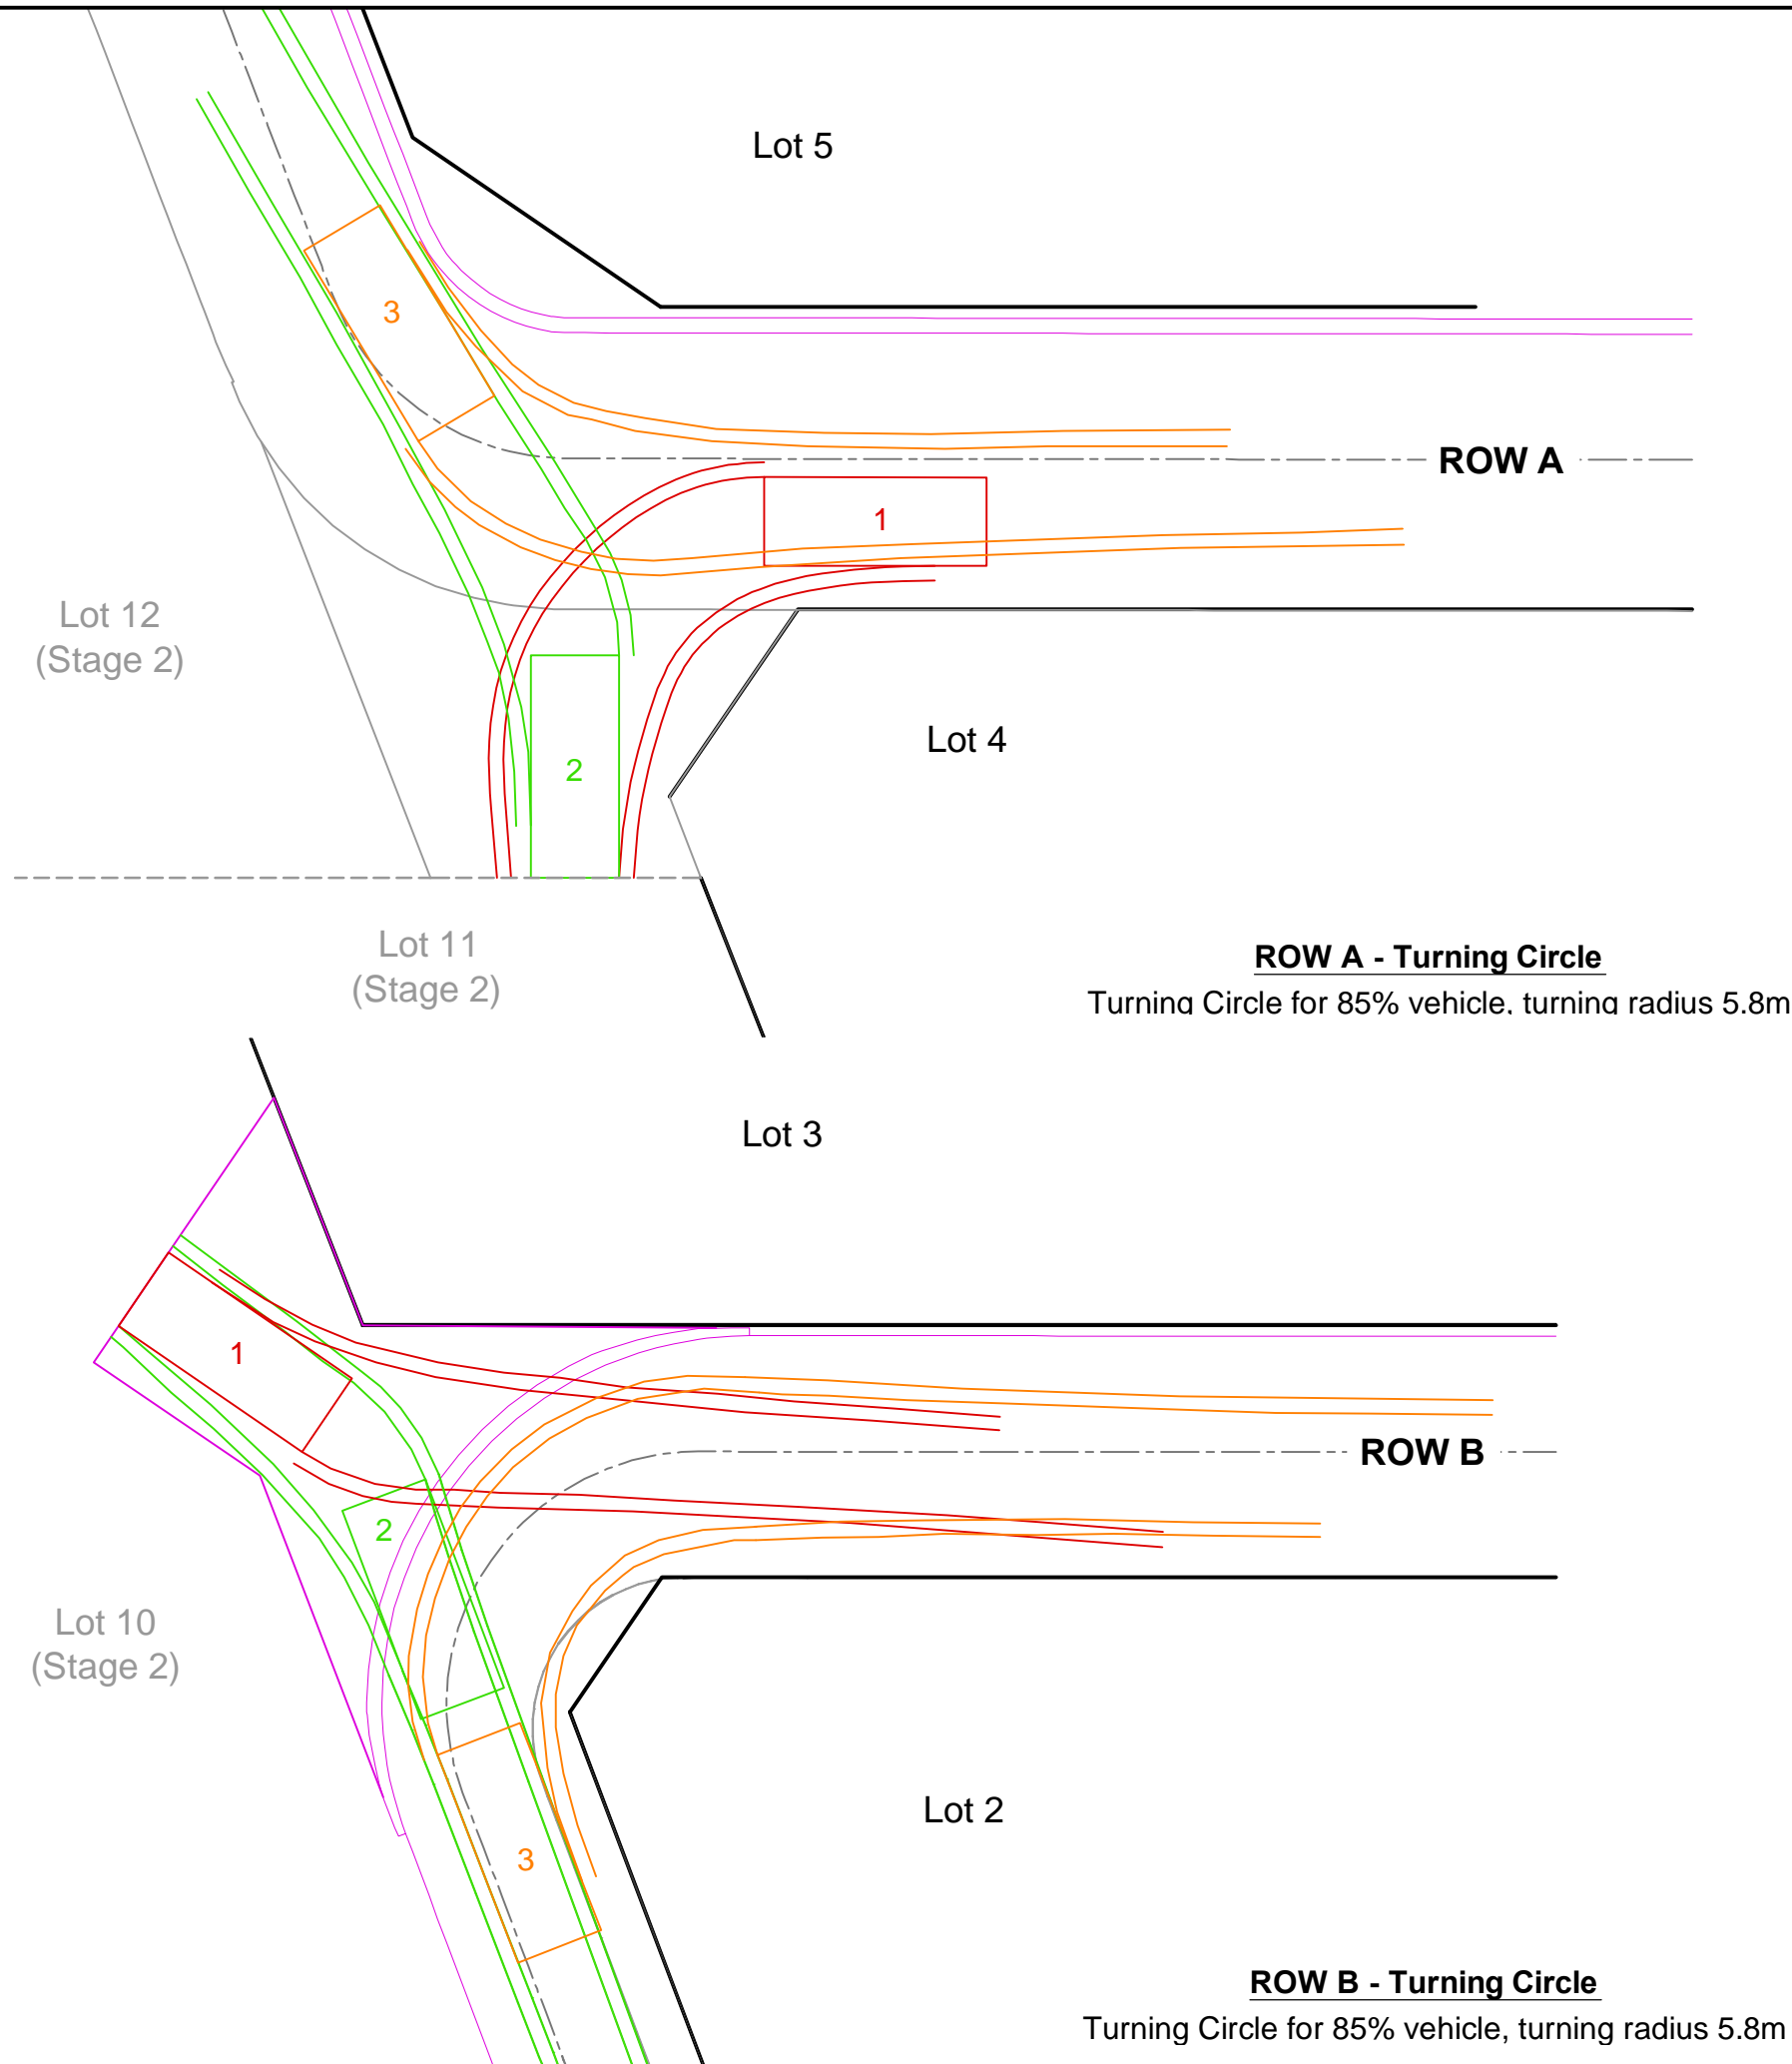 Lot 5
3
ROW A
1
Lot 12
(Stage 2)
Lot 4
2
Lot 11
(Stage 2)
ROW A - Turning Circle
Turning Circle for 85% vehicle, turning radius 5.8m
Lot 3
1
ROW B
2
Lot 10
(Stage 2)
Lot 2
3
ROW B - Turning Circle
Turning Circle for 85% vehicle, turning radius 5.8m